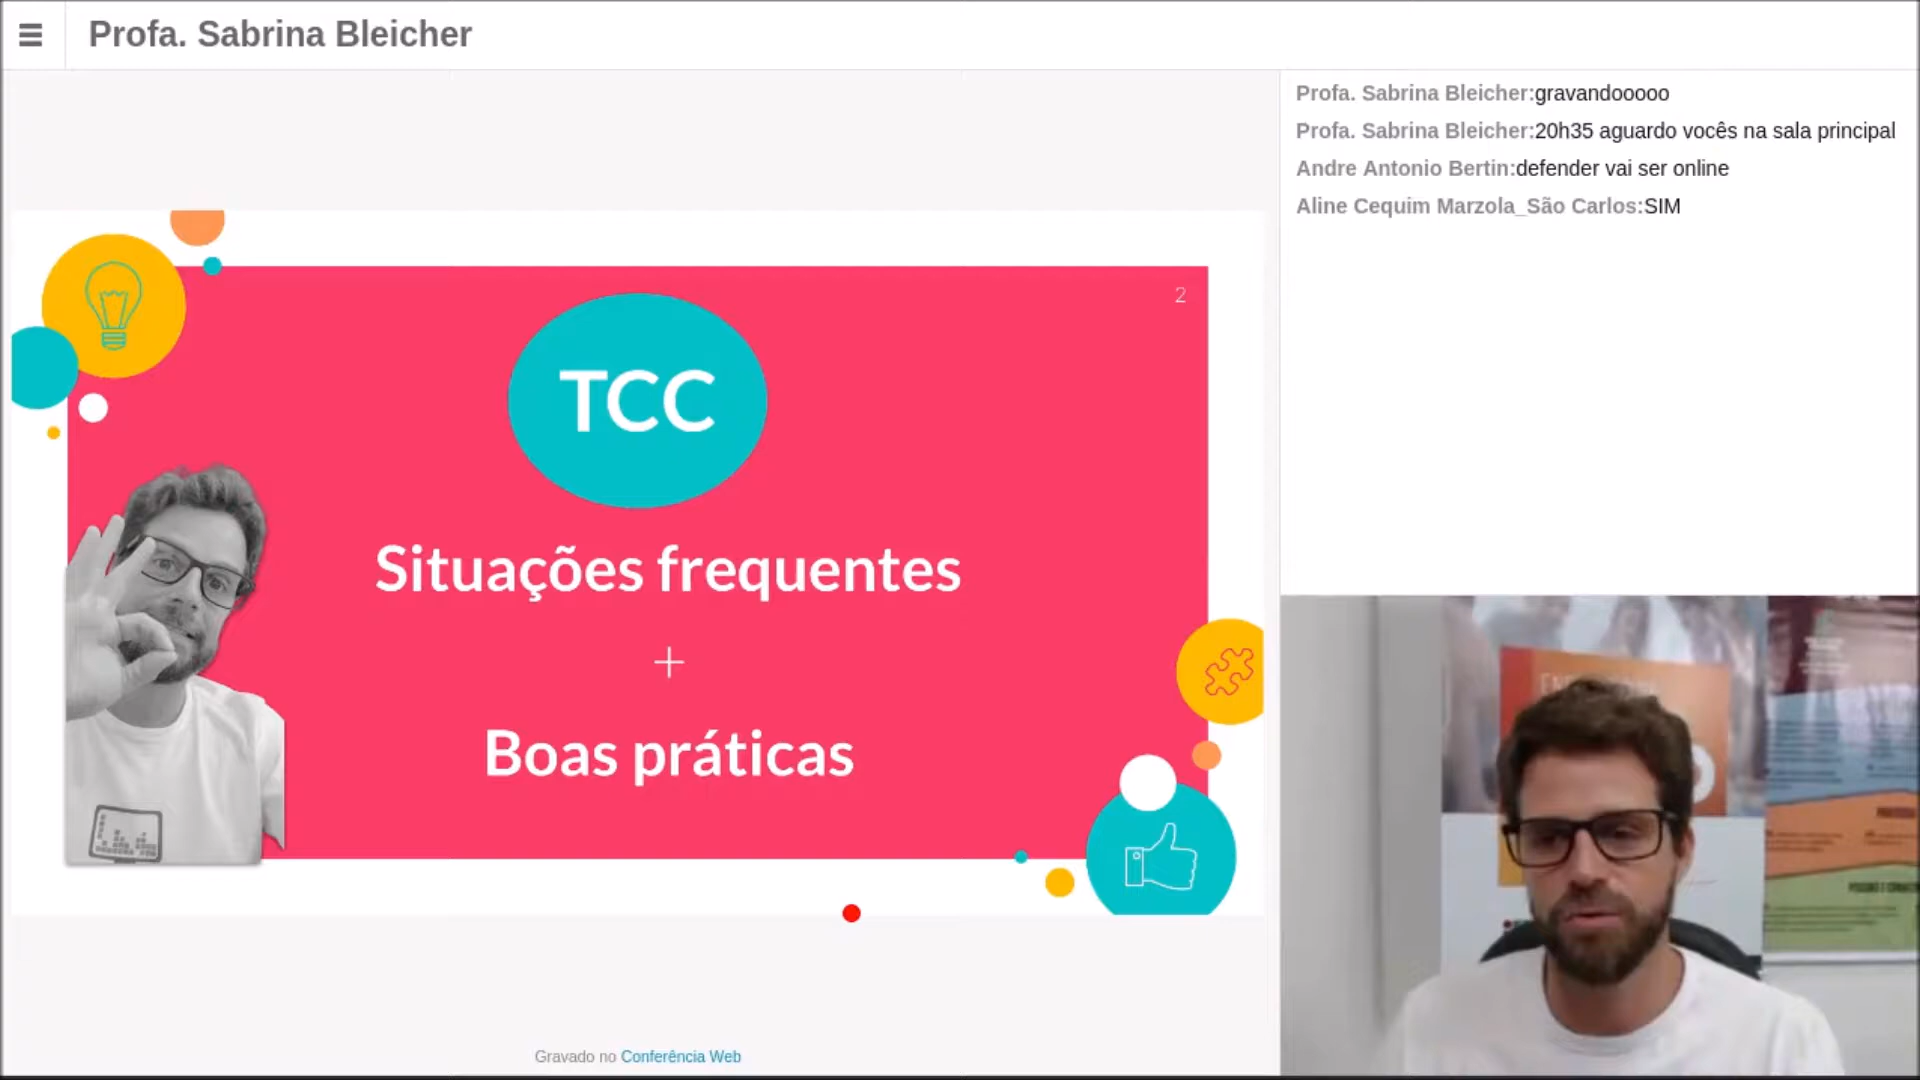 Profa. Sabrina Bleicher
Profa. Sabrina Bleicher:gravandooooo
Profa. Sabrina Bleicher:20h35 aguardo vocês na sala principal
Andre Antonio Bertin:defender vai ser online
Aline Cequim Marzola_São Carlos:SIM
2
TCC
Situações frequentes
+
Boas práticas
Gravado no Conferência Web